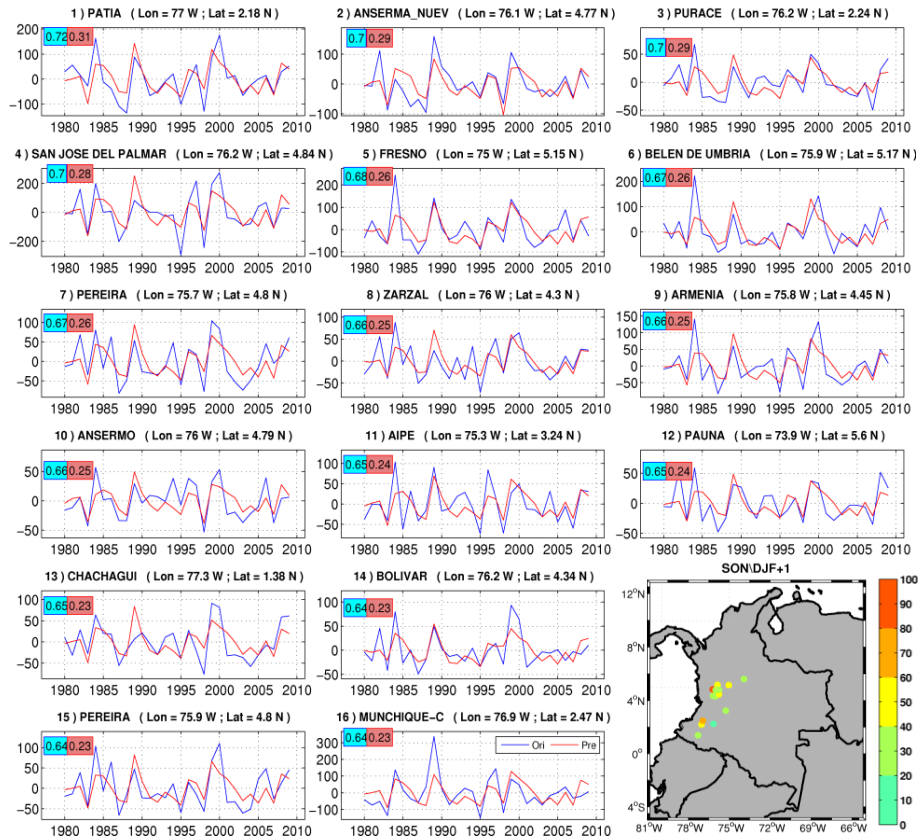 1 ) PATIA ( Lon = 77 W ; Lat = 2.18 N )
200
100
0
−100
0.72 0.31
1980 1985 1990 1995 2000 2005 2010
2 ) ANSERMA_NUEV ( Lon = 76.1 W ; Lat = 4.77 N )
100
0
−100
0.7 0.29
1980 1985 1990 1995 2000 2005 2010
3 ) PURACE ( Lon = 76.2 W ; Lat = 2.24 N )
50
0
−50
0.7 0.29
1980 1985 1990 1995 2000 2005 2010
4 ) SAN JOSE DEL PALMAR ( Lon = 76.2 W ; Lat = 4.84 N )
200
0
−200
0.7 0.28
1980 1985 1990 1995 2000 2005 2010
5 ) FRESNO ( Lon = 75 W ; Lat = 5.15 N )
200
100
0
−100
0.68 0.26
1980 1985 1990 1995 2000 2005 2010
6 ) BELEN DE UMBRIA ( Lon = 75.9 W ; Lat = 5.17 N )
200
100
0
0.67 0.26
1980 1985 1990 1995 2000 2005 2010
7 ) PEREIRA ( Lon = 75.7 W ; Lat = 4.8 N )
100
50
0
−50
0.67 0.26
1980 1985 1990 1995 2000 2005 2010
8 ) ZARZAL ( Lon = 76 W ; Lat = 4.3 N )
100
50
0
−50
0.66 0.25
1980 1985 1990 1995 2000 2005 2010
9 ) ARMENIA ( Lon = 75.8 W ; Lat = 4.45 N )
150
100
50
0
−50
0.66 0.25
1980 1985 1990 1995 2000 2005 2010
10 ) ANSERMO ( Lon = 76 W ; Lat = 4.79 N )
50
0
−50
0.66 0.25
1980 1985 1990 1995 2000 2005 2010
11 ) AIPE ( Lon = 75.3 W ; Lat = 3.24 N )
100
50
0
−50
0.65 0.24
1980 1985 1990 1995 2000 2005 2010
12 ) PAUNA ( Lon = 73.9 W ; Lat = 5.6 N )
50
0
−50
0.65 0.24
1980 1985 1990 1995 2000 2005 2010
13 ) CHACHAGUI ( Lon = 77.3 W ; Lat = 1.38 N )
100
50
0
−50
0.65 0.23
1980 1985 1990 1995 2000 2005 2010
14 ) BOLIVAR ( Lon = 76.2 W ; Lat = 4.34 N )
100
50
0
−50
0.64 0.23
1980 1985 1990 1995 2000 2005 2010
SON\DJF+1
12°N
8°N
4°N
0°
4°S
81°W 78°W 75°W 72°W 69°W 66°W
100
90
80
70
60
50
40
30
20
10
0
15 ) PEREIRA ( Lon = 75.9 W ; Lat = 4.8 N )
100
50
0
−50
0.64 0.23
1980 1985 1990 1995 2000 2005 2010
16 ) MUNCHIQUE−C ( Lon = 76.9 W ; Lat = 2.47 N )
300
200
100
0
−100
0.64 0.23
Ori Pre
1980 1985 1990 1995 2000 2005 2010